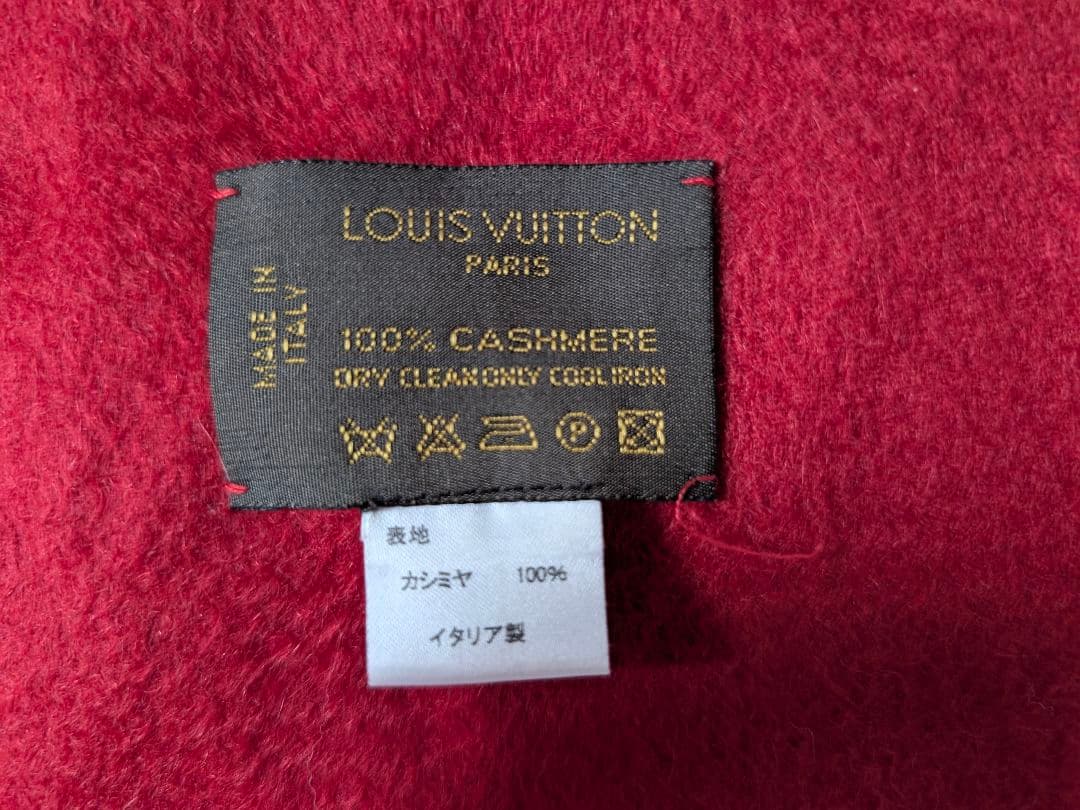 LOUIS VUITTON
PARIS
MADE IN
ITALY
100% CASHMERE
DRY CLEAN ONLY COOL IRON
P
表地
カシミヤ 100%
イタリア製